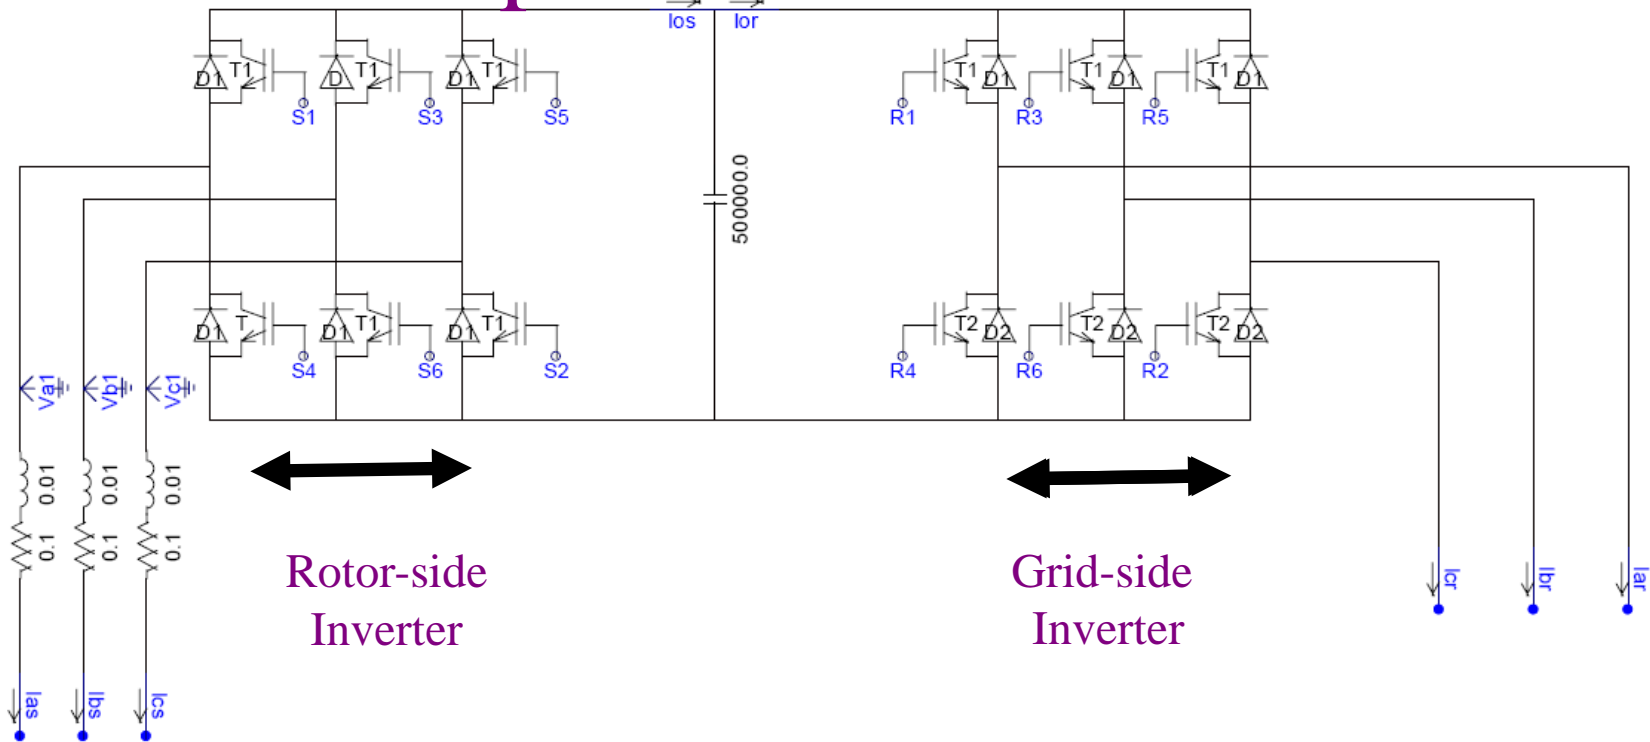 Ios Ior
D1 T1 D T1 D1 T1 T1 D1 T1 D1 T1 D1
S1 S3 S5 R1 R3 R5
500000.0
D1 T D1 T1 D1 T1 T2 D2 T2 D2 T2 D2
S4 S6 S2 R4 R6 R2
Va1 Vb1 Vc1
0.01 0.01 0.01
0.1 0.1 0.1
Rotor-side
Inverter
Grid-side
Inverter
Icr Ibr Iar
Ias Ibs Ics